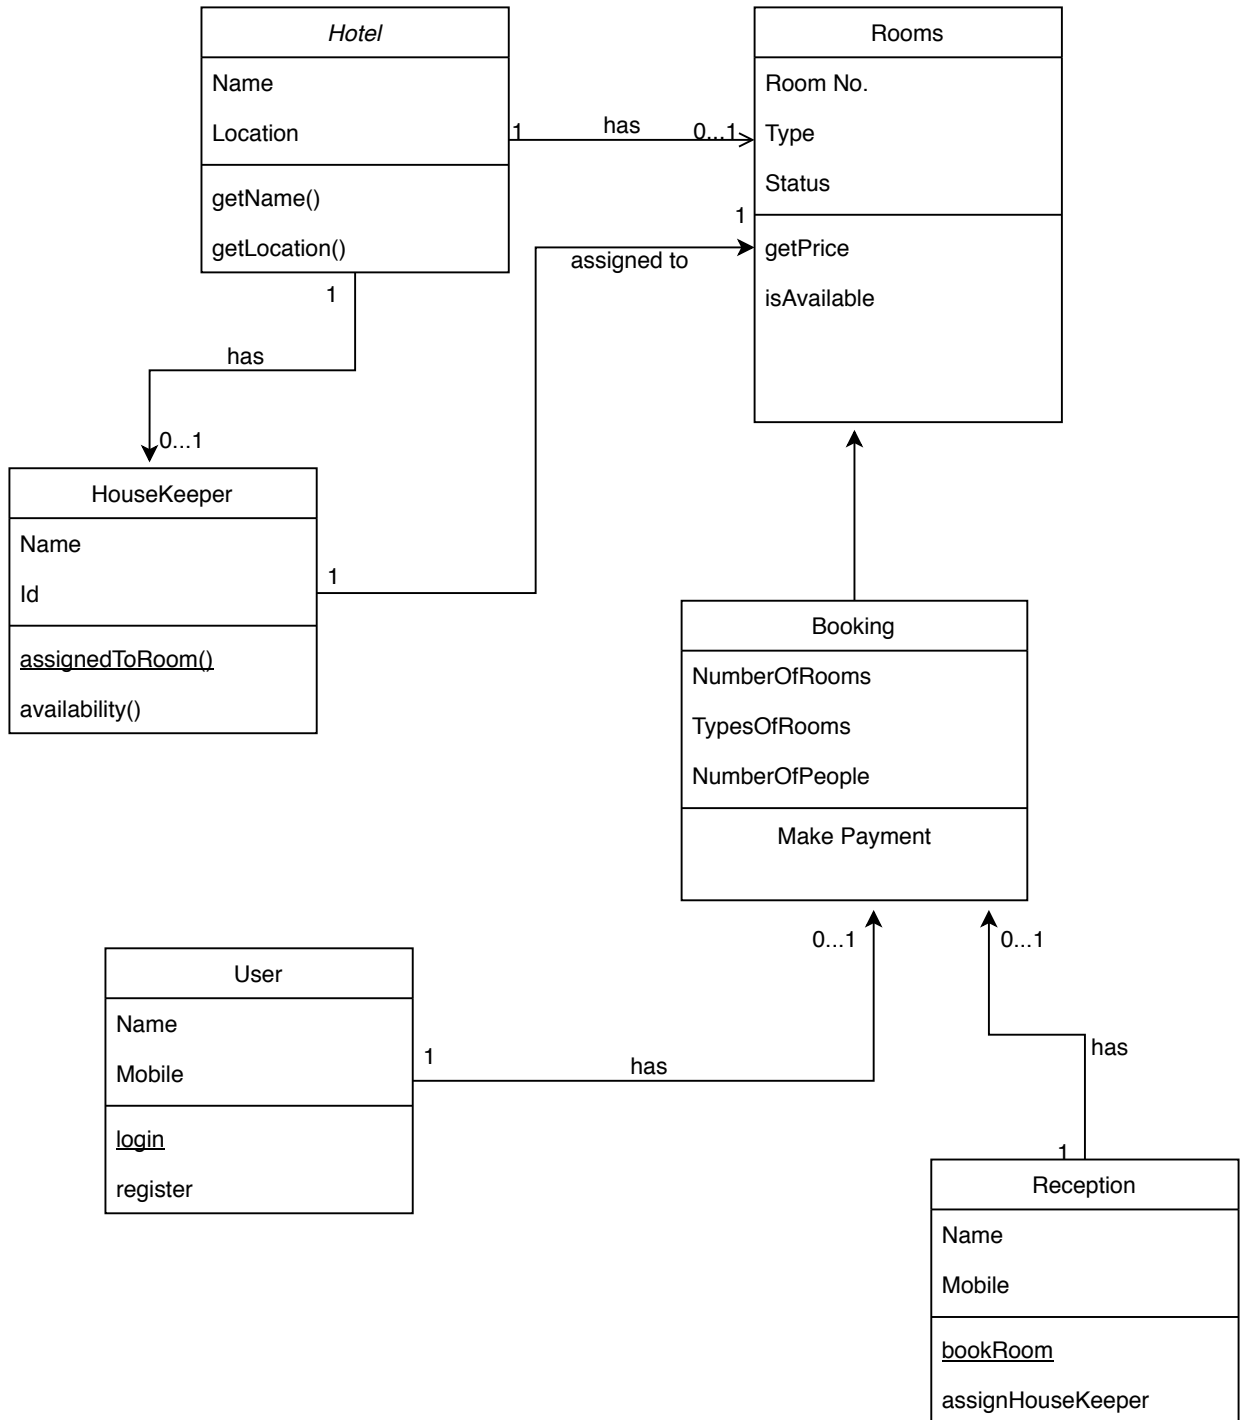 Hotel
Name
Location
getName()
getLocation()
Rooms
Room No.
Type
Status
getPrice
isAvailable
1
has
0...1
1
assigned to
1
has
0...1
HouseKeeper
Name
Id
assignedToRoom()
availability()
1
Booking
NumberOfRooms
TypesOfRooms
NumberOfPeople
Make Payment
0...1
0...1
User
Name
Mobile
login
register
1
has
has
1
Reception
Name
Mobile
bookRoom
assignHouseKeeper